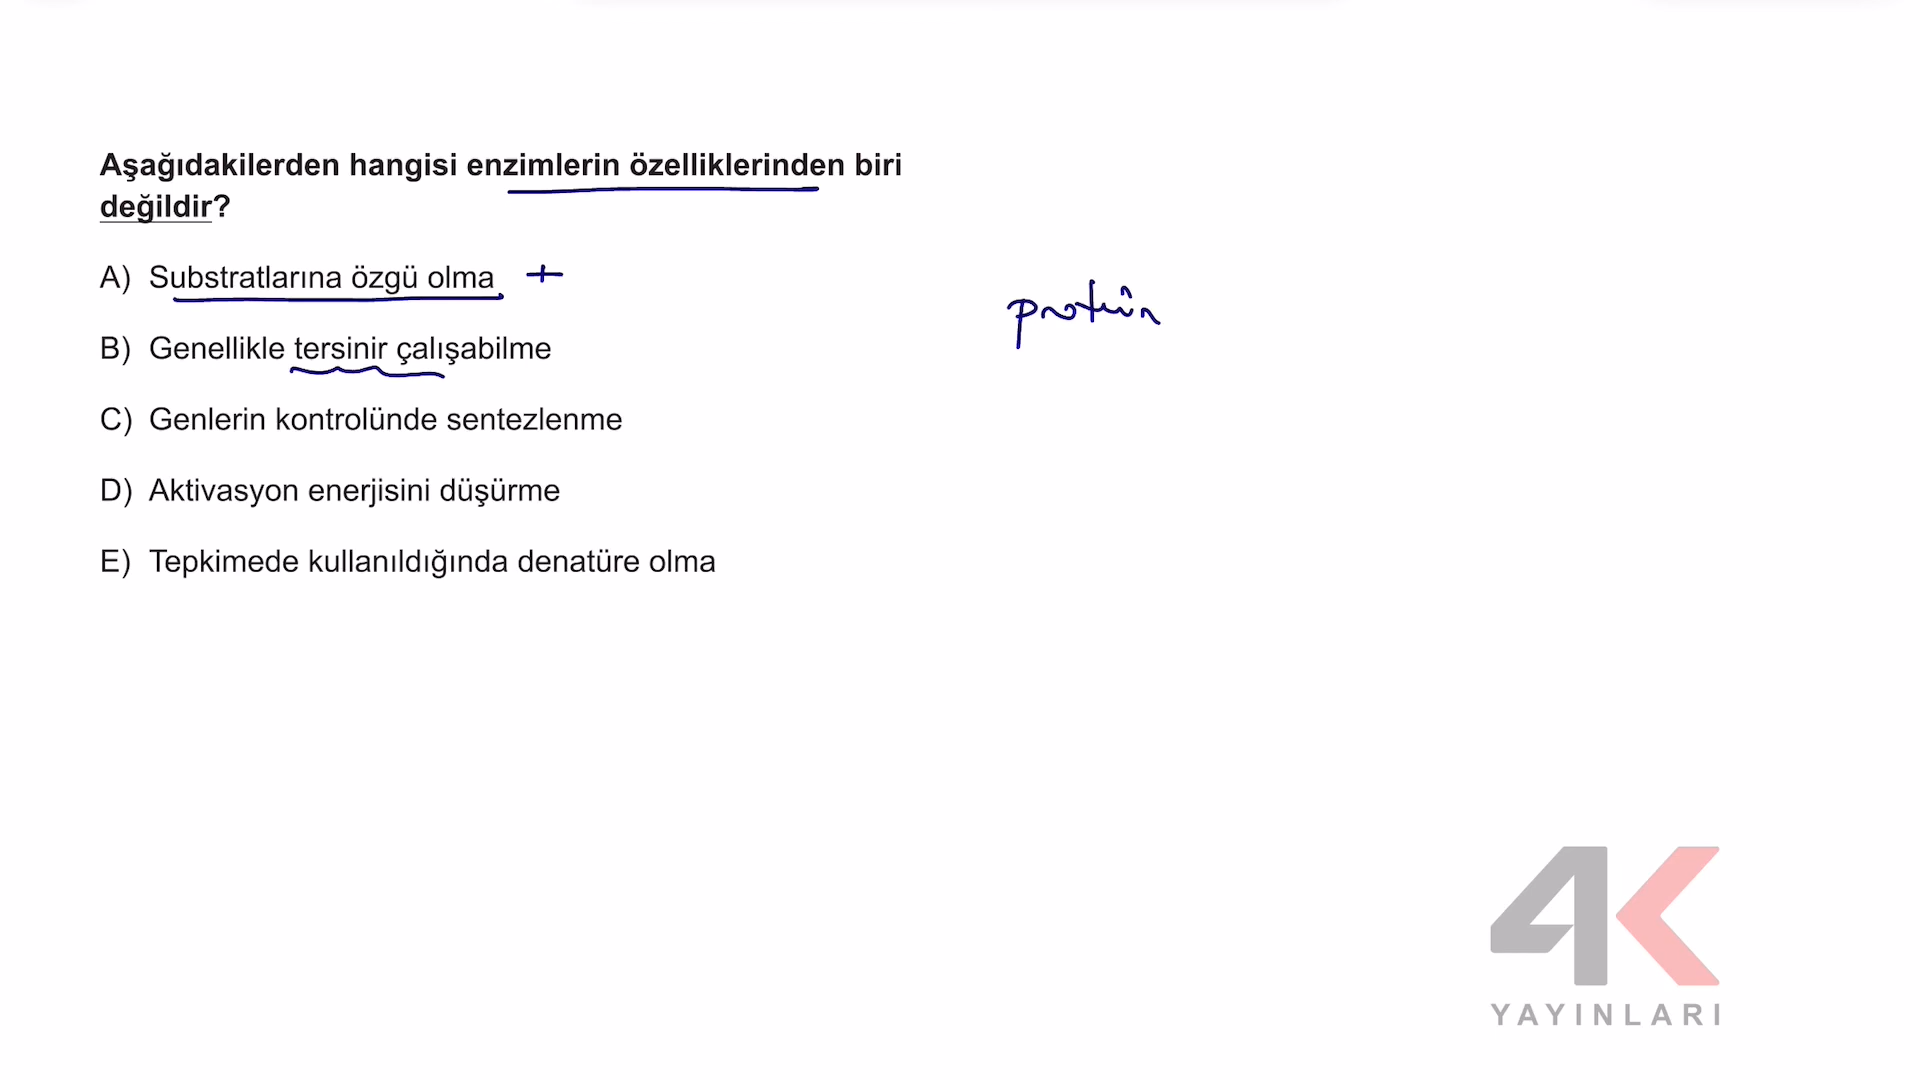 Aşağıdakilerden hangisi enzimlerin özelliklerinden biri
değildir?
A) Substratlarına özgü olma +
protein
B) Genellikle tersinir çalışabilme
C) Genlerin kontrolünde sentezlenme
D) Aktivasyon enerjisini düşürme
E) Tepkimede kullanıldığında denatüre olma
4K
YAYINLARI